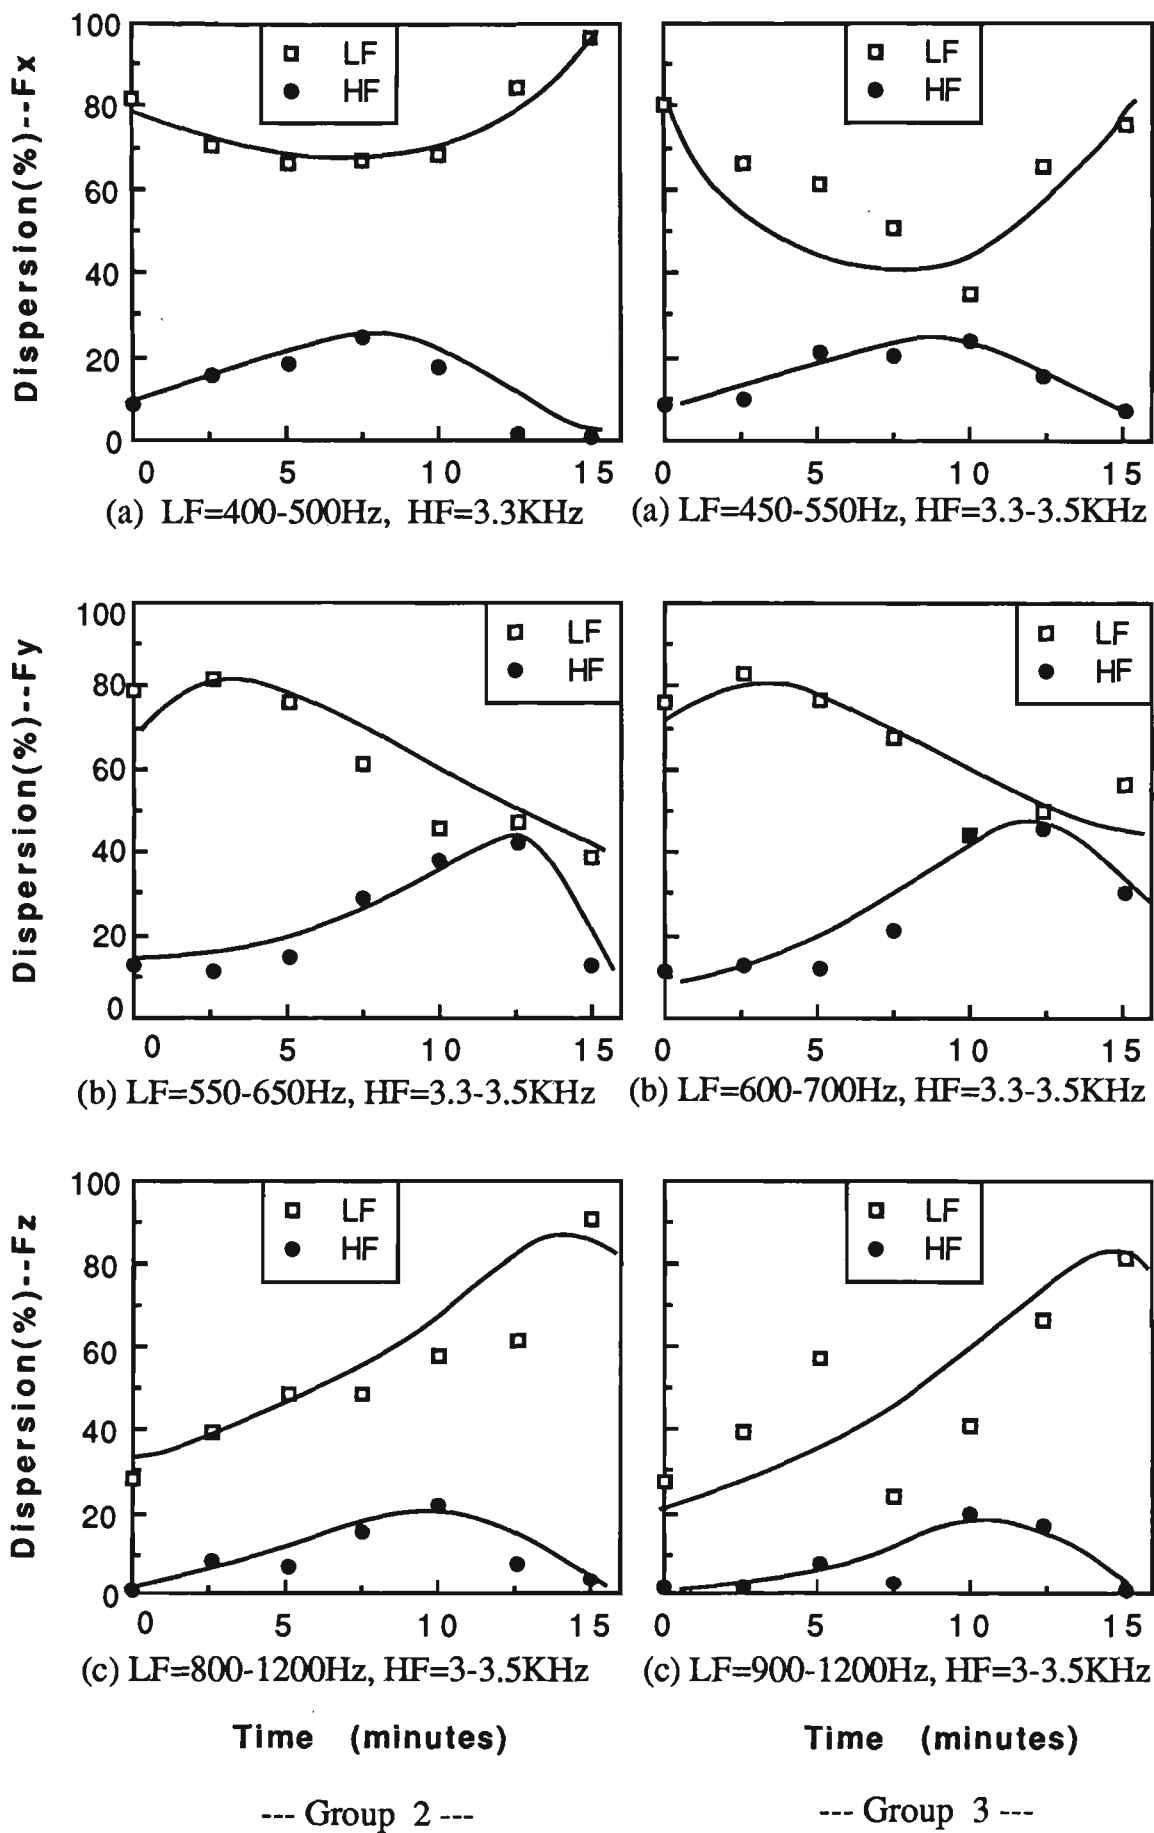 Dispersion(%)--Fx
100
80
60
40
20
0
LF
HF
0 5 10 15
(a) LF=400-500Hz, HF=3.3KHz
LF
HF
0 5 10 15
(a) LF=450-550Hz, HF=3.3-3.5KHz
Dispersion(%)--Fy
100
80
60
40
20
0
LF
HF
0 5 10 15
(b) LF=550-650Hz, HF=3.3-3.5KHz
LF
HF
0 5 10 15
(b) LF=600-700Hz, HF=3.3-3.5KHz
Dispersion(%)--Fz
100
80
60
40
20
0
LF
HF
0 5 10 15
(c) LF=800-1200Hz, HF=3-3.5KHz
LF
HF
0 5 10 15
(c) LF=900-1200Hz, HF=3-3.5KHz
Time (minutes)
Time (minutes)
--- Group 2 ---
--- Group 3 ---